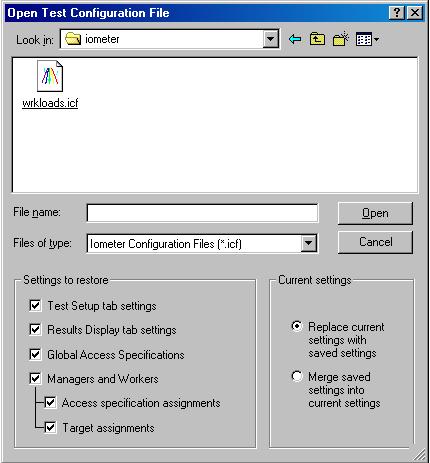 Open Test Configuration File
Look in: iometer
wrkloads.icf
File name:
Open
Files of type: Iometer Configuration Files (*.icf)
Cancel
Settings to restore
Test Setup tab settings
Results Display tab settings
Global Access Specifications
Managers and Workers
Access specification assignments
Target assignments
Current settings
Replace current
settings with
saved settings
Merge saved
settings into
current settings